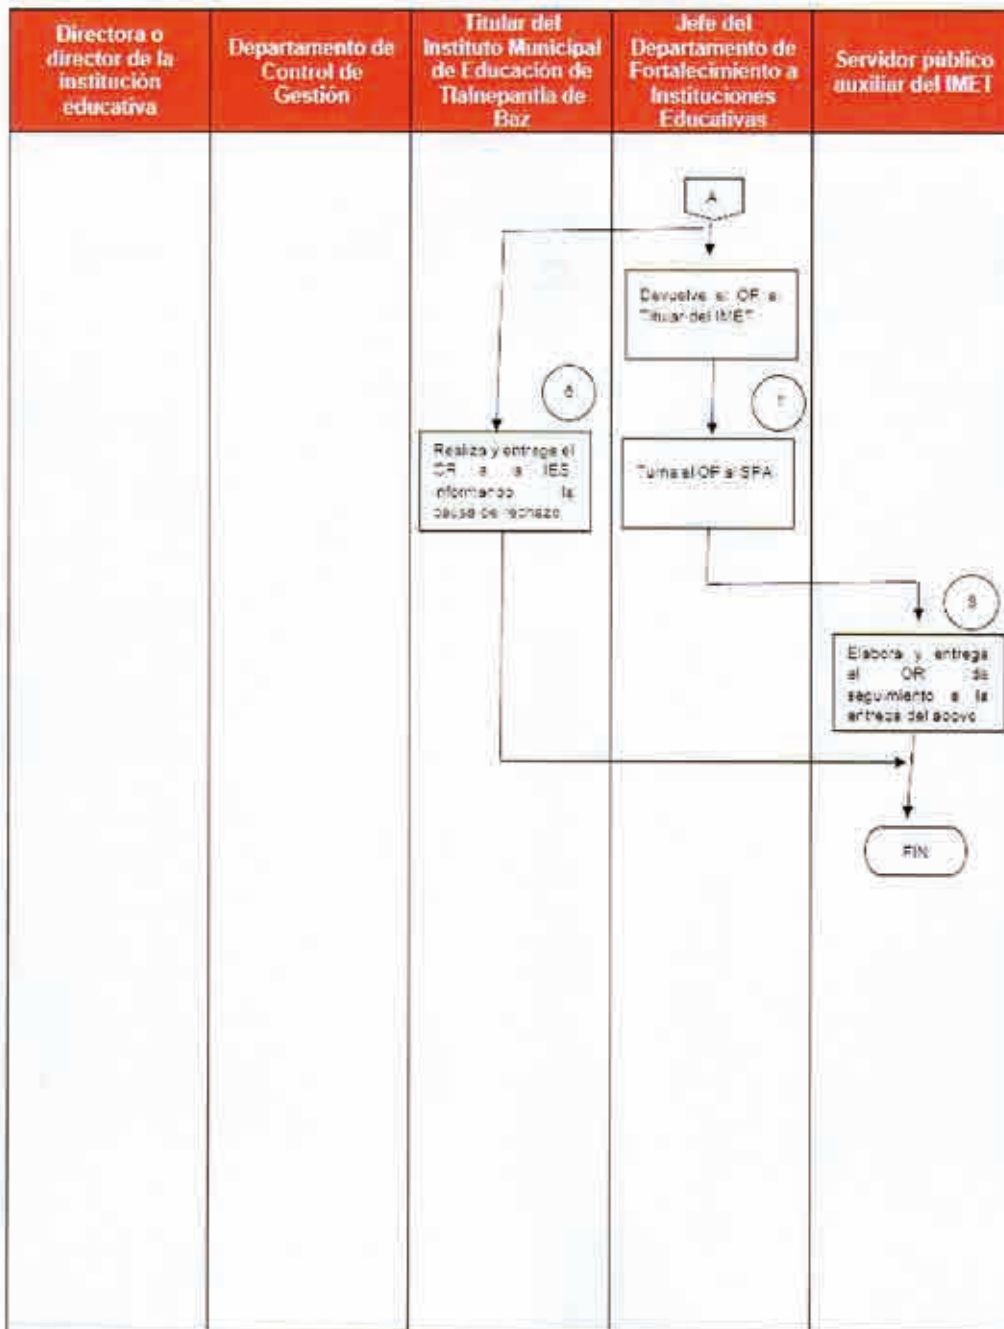 Directora o
director de la
institución
educativa
Departamento de
Control de
Gestión
Titular del
Instituto Municipal
de Educación de
Tlalnepantla de
Baz
Jefe del
Departamento de
Fortalecimiento a
Instituciones
Educativas
Servidor público
auxiliar del IMET
A
Devuelve el OF al
Titular del IMET
6
7
Realiza y entrega el
OR a la IES
informando la
causa de rechazo
Turna el OF al SPA
Elabora y entrega
el OR de
seguimiento a la
entrega del apoyo
FIN